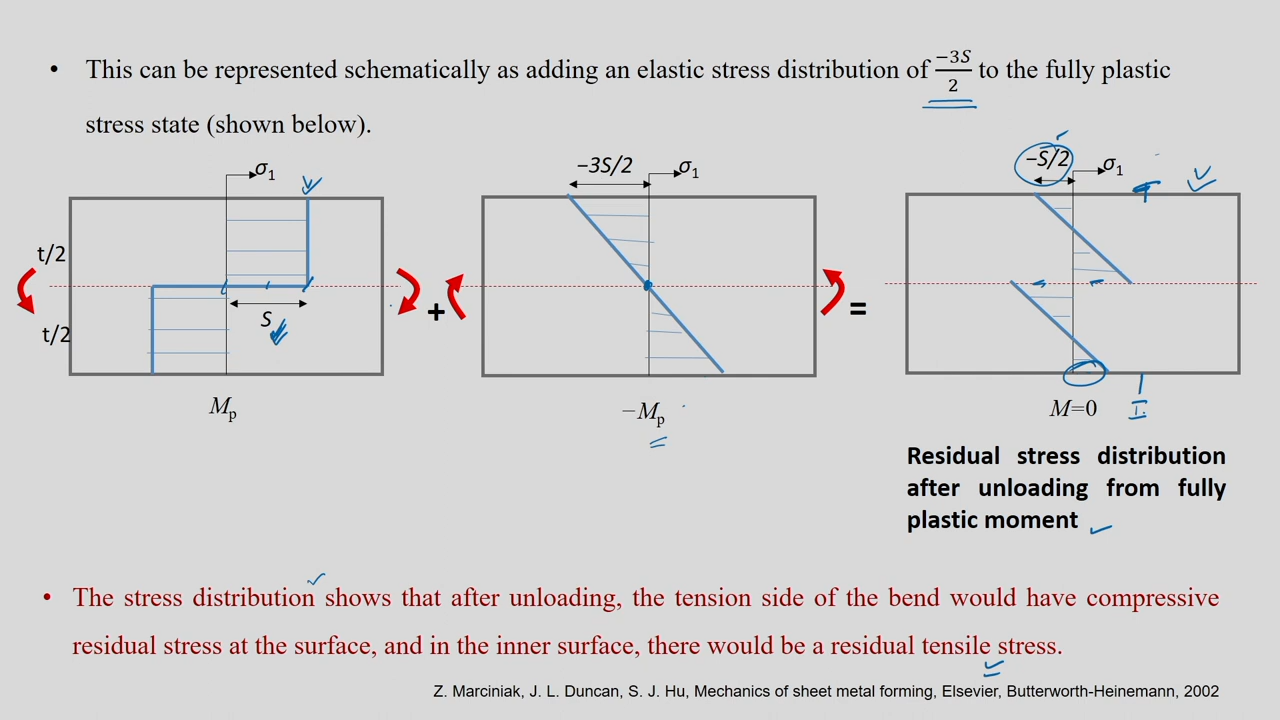 • This can be represented schematically as adding an elastic stress distribution of −3S/2 to the fully plastic
stress state (shown below).
−3S/2
−S/2
σ1
σ1
σ1
t/2
t/2
S
+
=
Mp
−Mp
M=0
I.
Residual stress distribution
after unloading from fully
plastic moment
• The stress distribution shows that after unloading, the tension side of the bend would have compressive
residual stress at the surface, and in the inner surface, there would be a residual tensile stress.
Z. Marciniak, J. L. Duncan, S. J. Hu, Mechanics of sheet metal forming, Elsevier, Butterworth-Heinemann, 2002